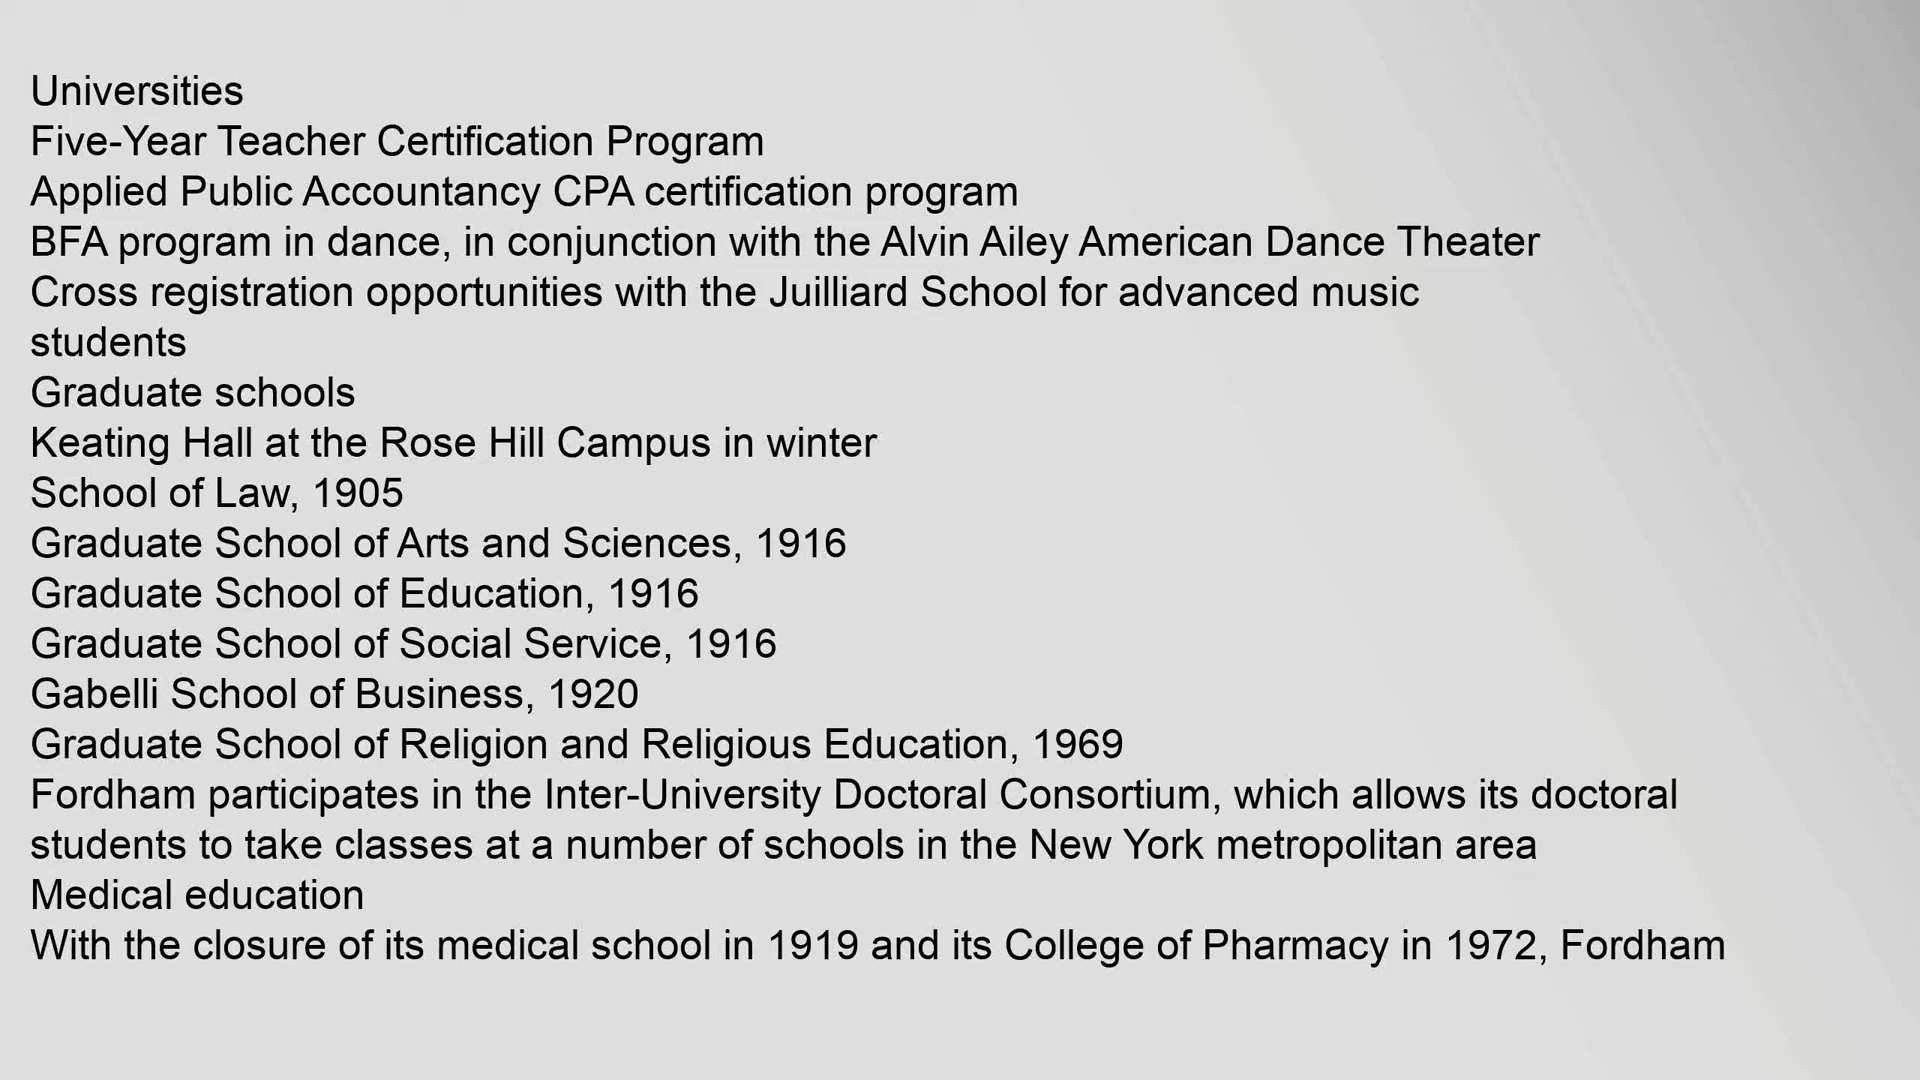 Universities
Five-Year Teacher Certification Program
Applied Public Accountancy CPA certification program
BFA program in dance, in conjunction with the Alvin Ailey American Dance Theater
Cross registration opportunities with the Juilliard School for advanced music
students
Graduate schools
Keating Hall at the Rose Hill Campus in winter
School of Law, 1905
Graduate School of Arts and Sciences, 1916
Graduate School of Education, 1916
Graduate School of Social Service, 1916
Gabelli School of Business, 1920
Graduate School of Religion and Religious Education, 1969
Fordham participates in the Inter-University Doctoral Consortium, which allows its doctoral
students to take classes at a number of schools in the New York metropolitan area
Medical education
With the closure of its medical school in 1919 and its College of Pharmacy in 1972, Fordham